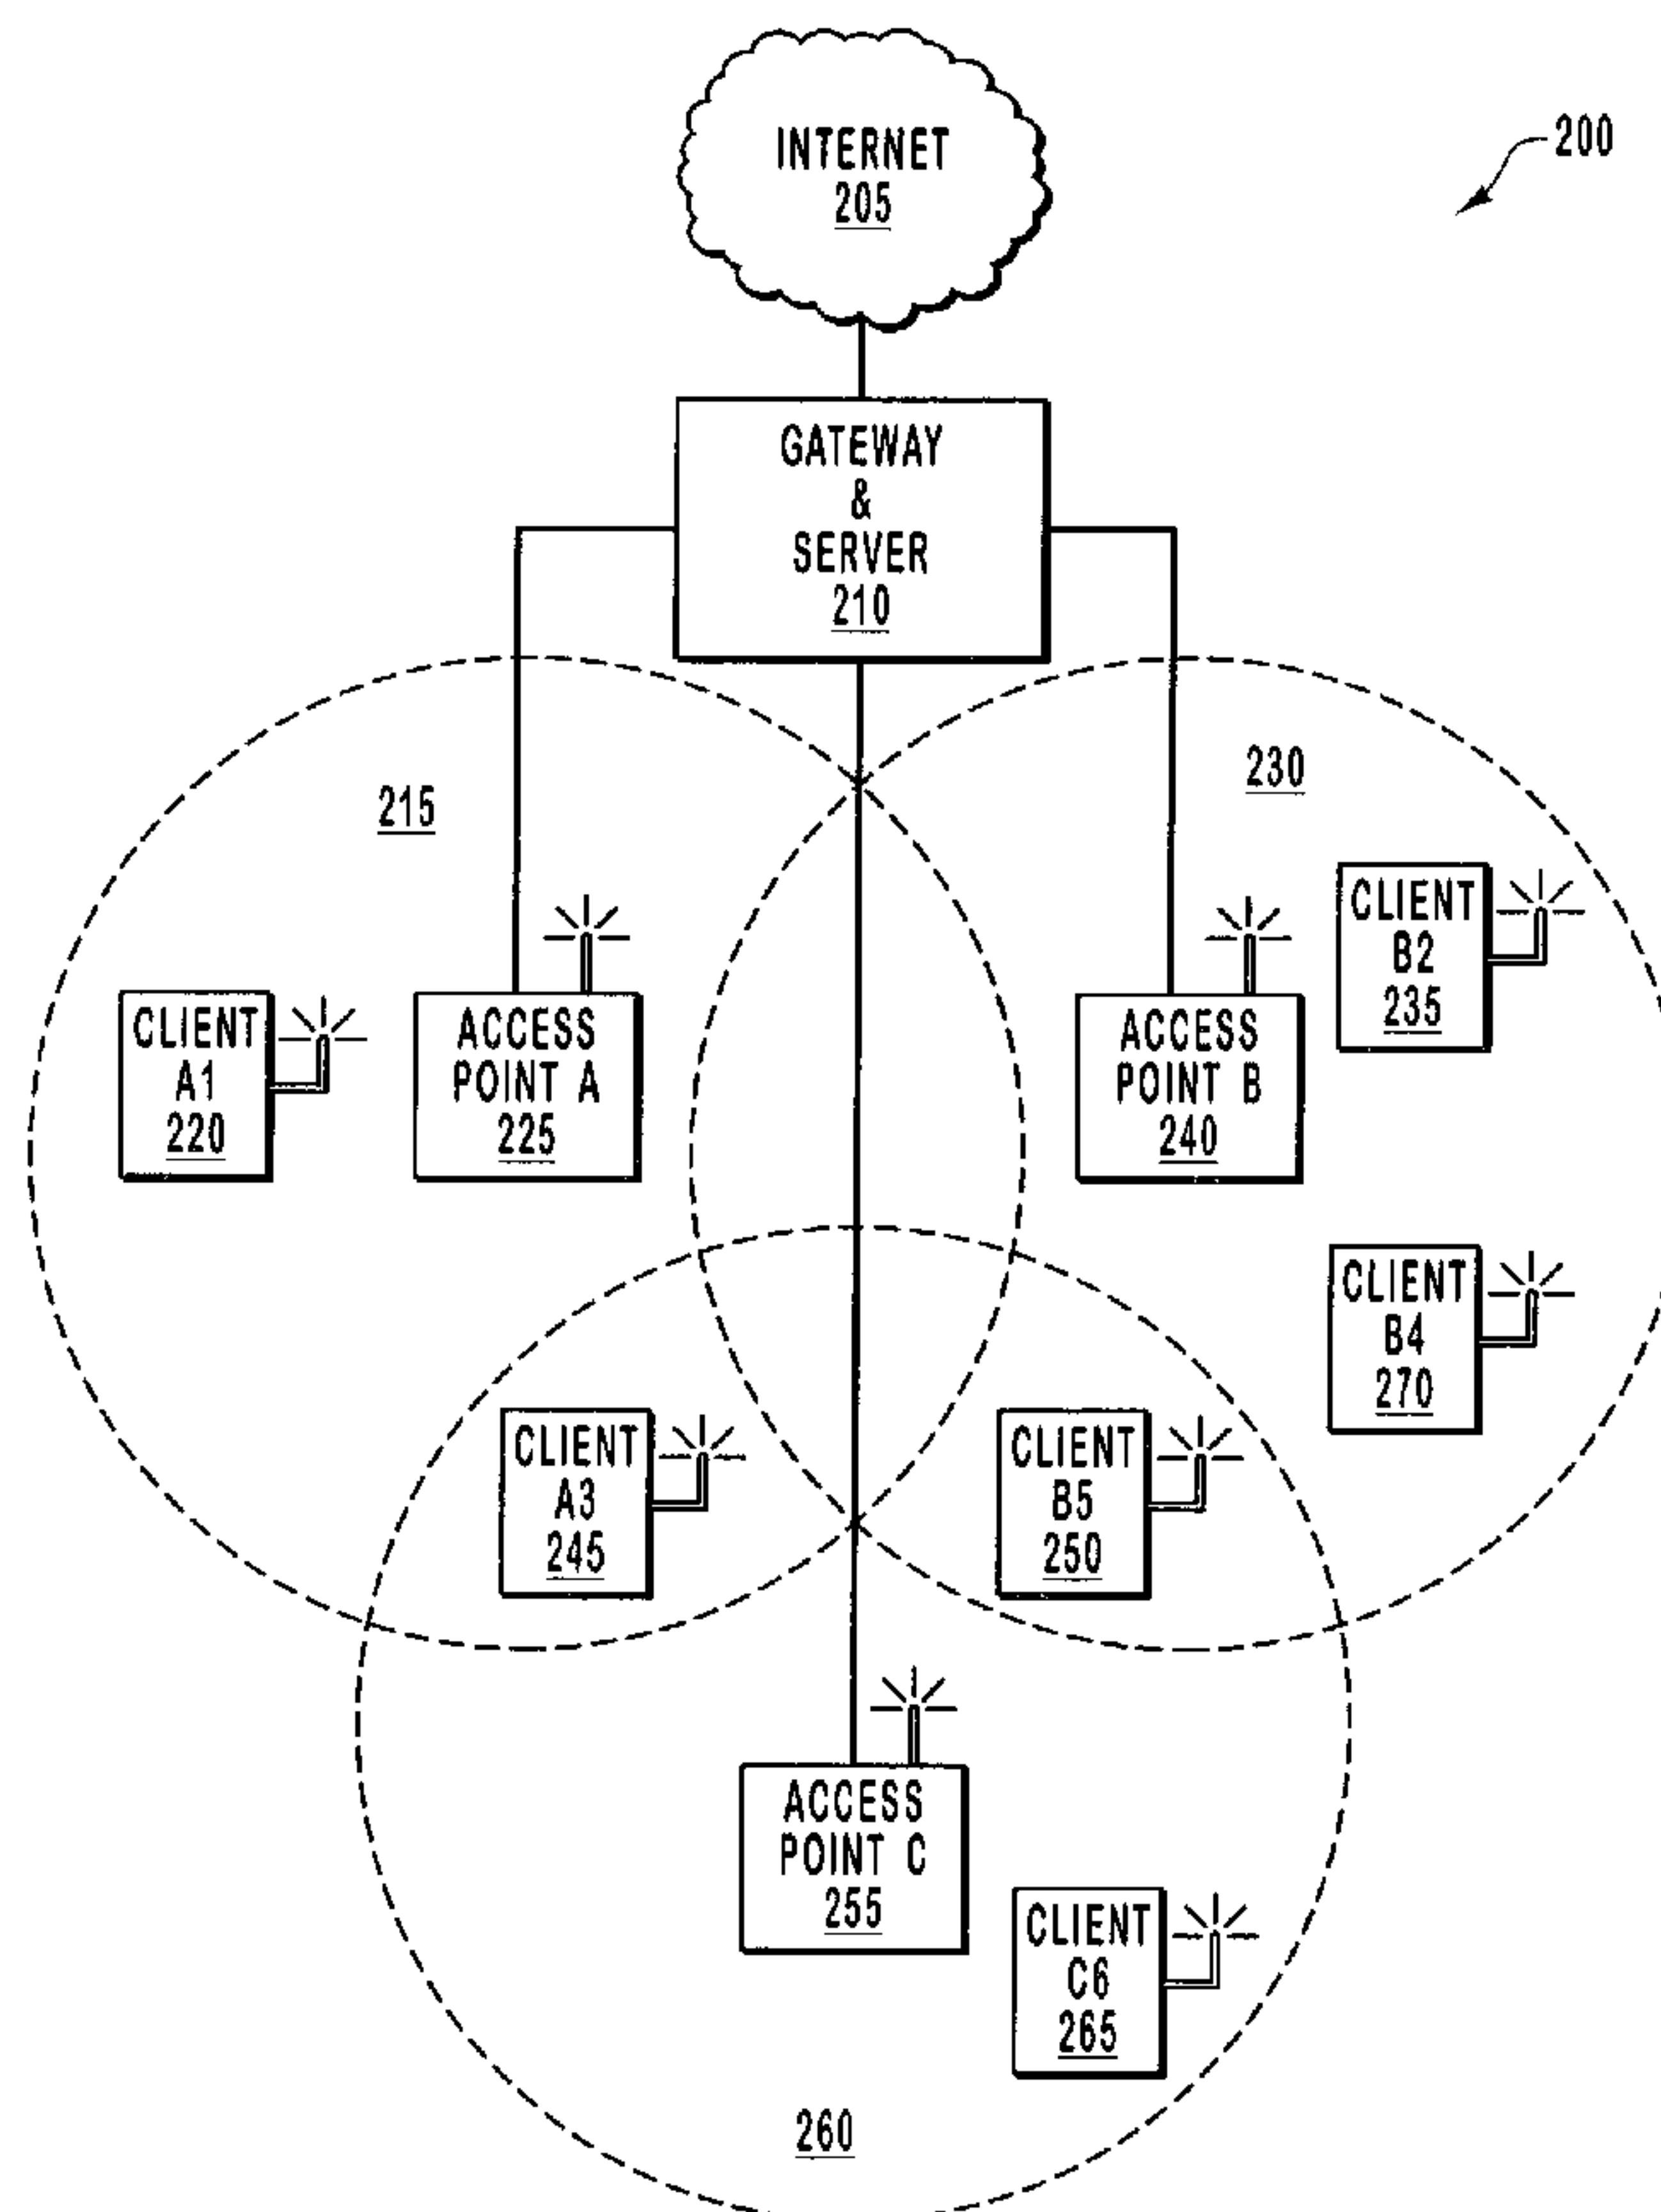 INTERNET
205
200
GATEWAY
&
SERVER
210
215
230
CLIENT
B2
235
CLIENT
A1
220
ACCESS
POINT A
225
ACCESS
POINT B
240
CLIENT
B4
270
CLIENT
A3
245
CLIENT
B5
250
ACCESS
POINT C
255
CLIENT
C6
265
260